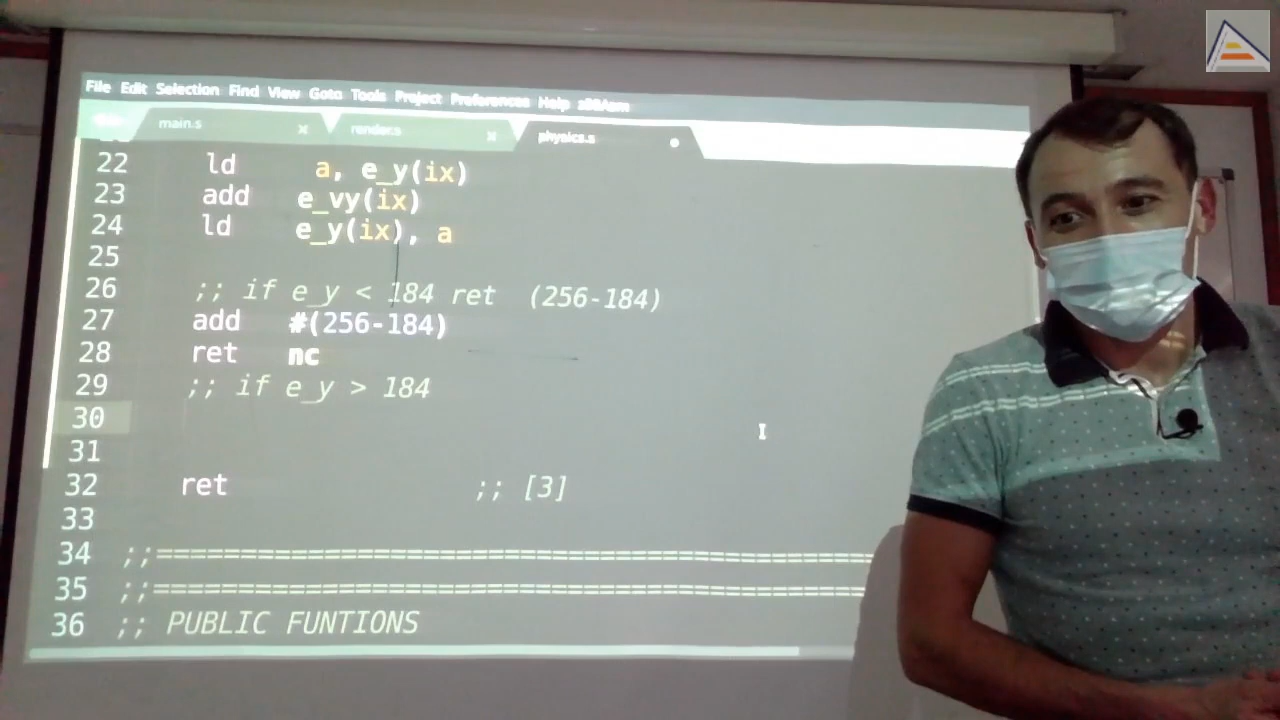 File Edit Selection Find View Goto Tools Project Preferences Help z80Asm
main.s render.s physics.s
22 ld a, e_y(ix)
23 add e_vy(ix)
24 ld e_y(ix), a
25
26 ;; if e_y < 184 ret (256-184)
27 add #(256-184)
28 ret nc
29 ;; if e_y > 184
30
31
32 ret ;; [3]
33
34 ;;==================================================
35 ;;==================================================
36 ;; PUBLIC FUNTIONS